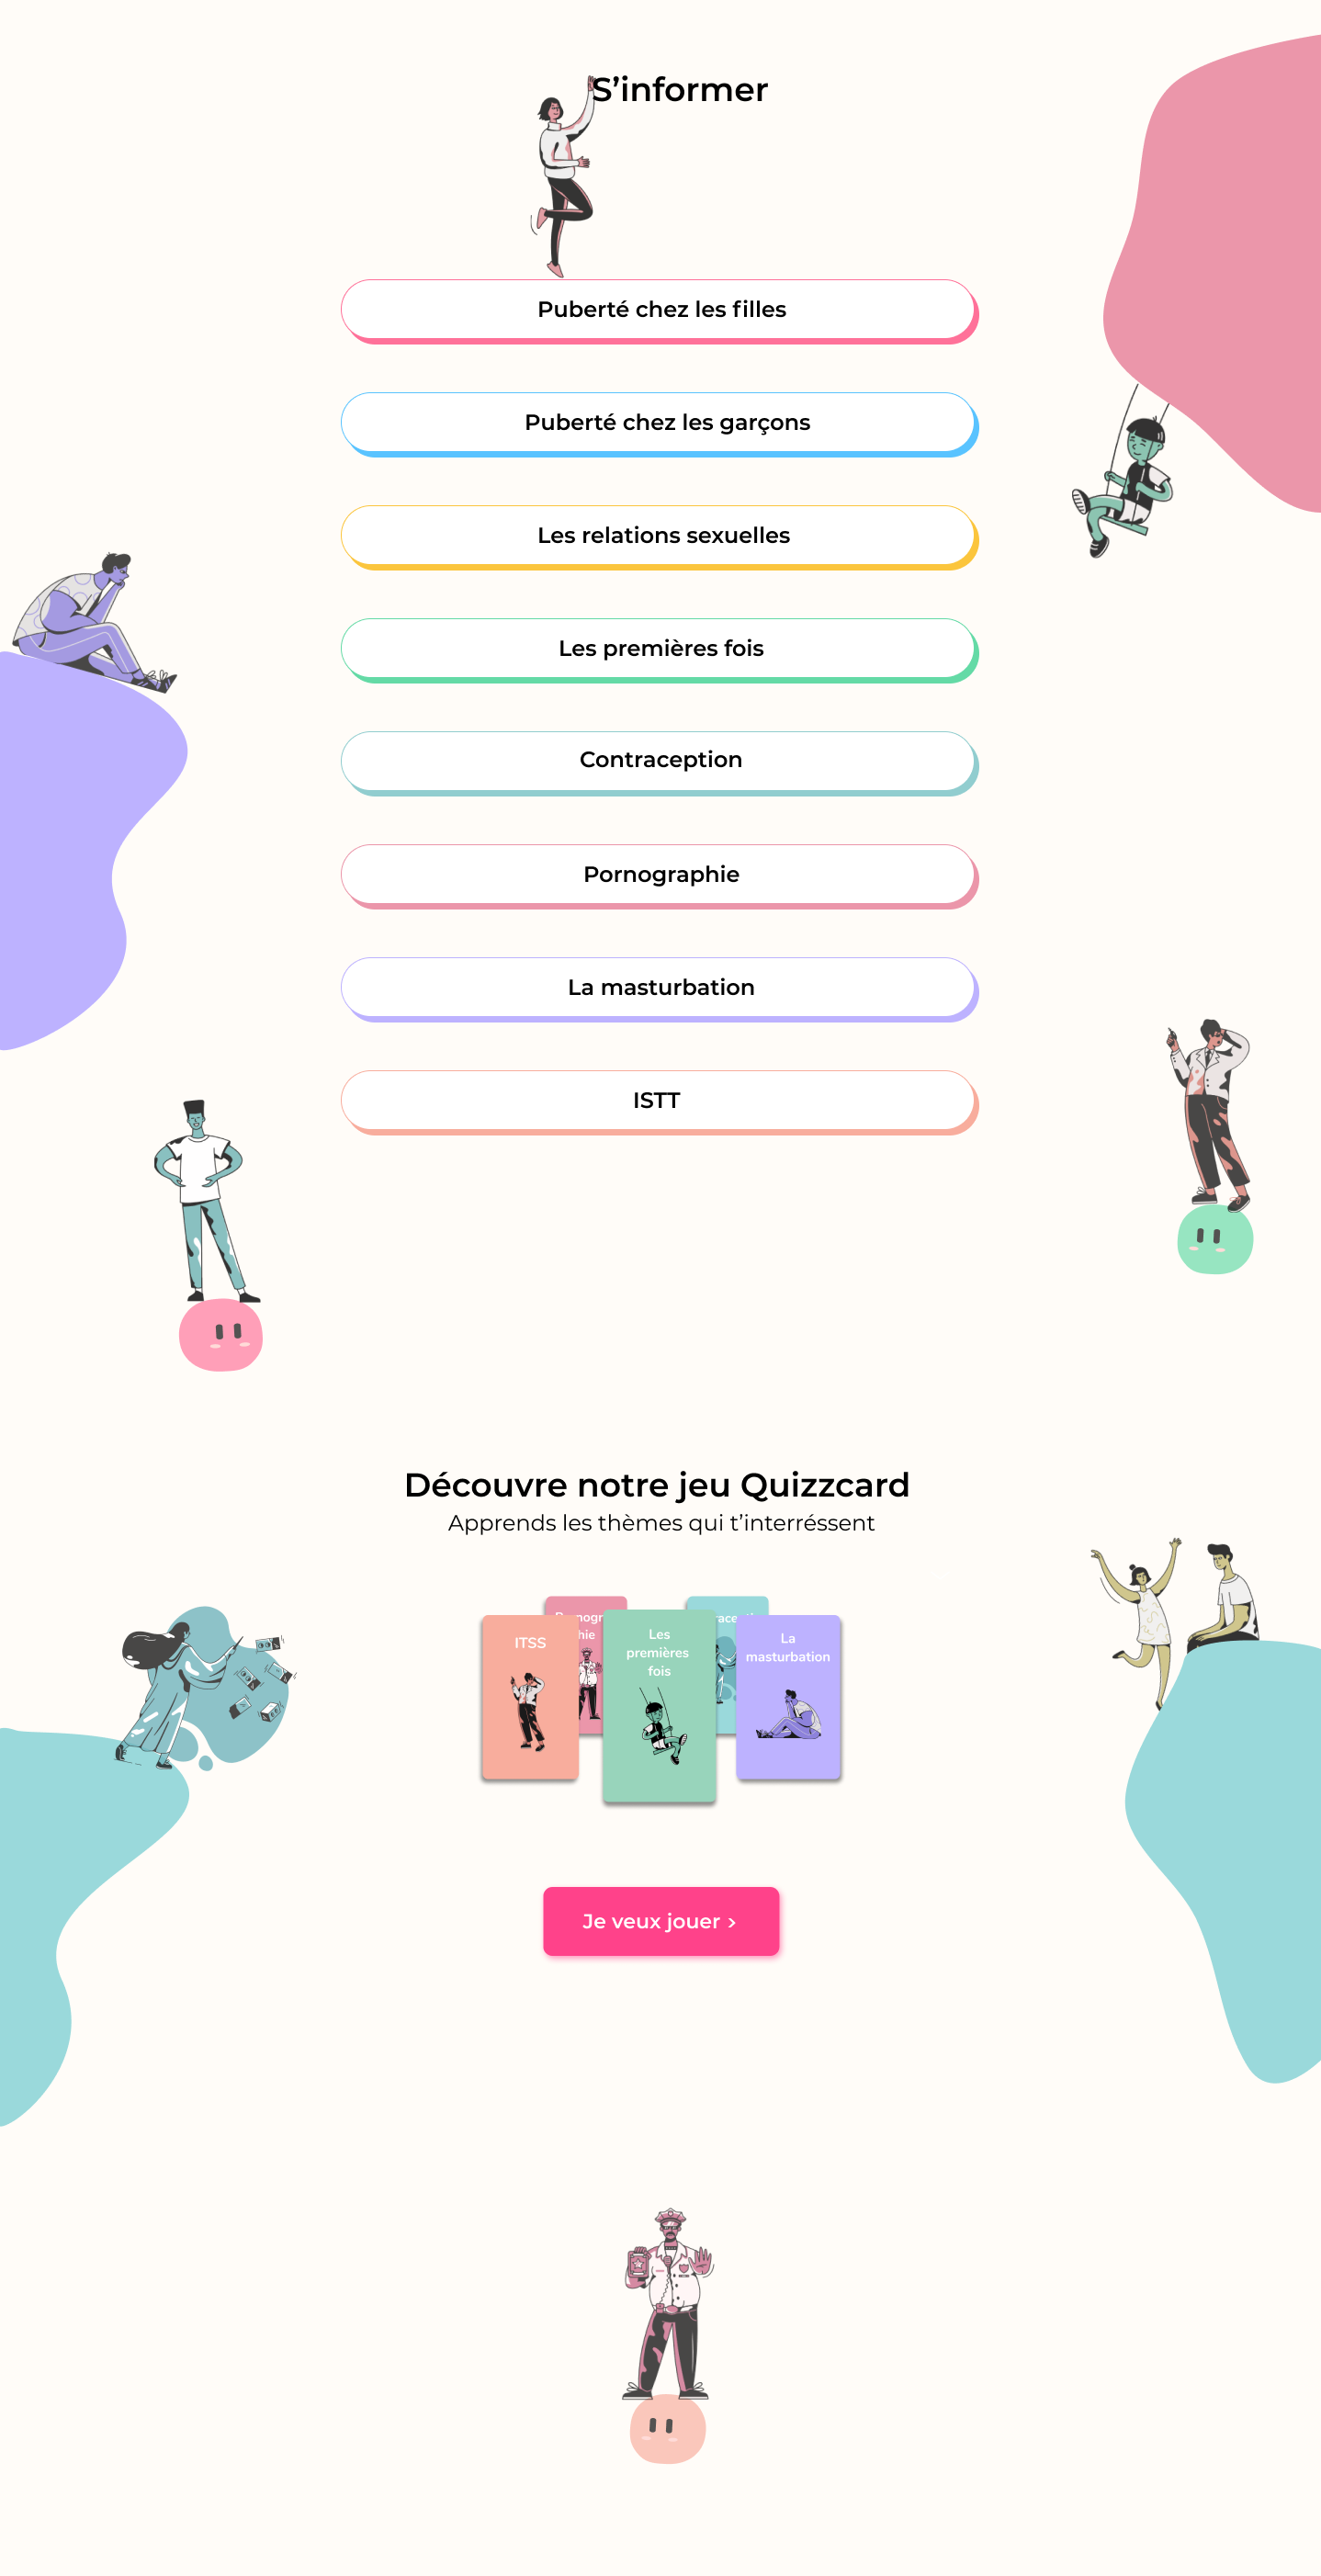 S’informer
Puberté chez les filles
Puberté chez les garçons
Les relations sexuelles
Les premières fois
Contraception
Pornographie
La masturbation
ISTT
Découvre notre jeu Quizzcard
Apprends les thèmes qui t’interréssent
ITSS
Les
premières
fois
La
masturbation
Je veux jouer >